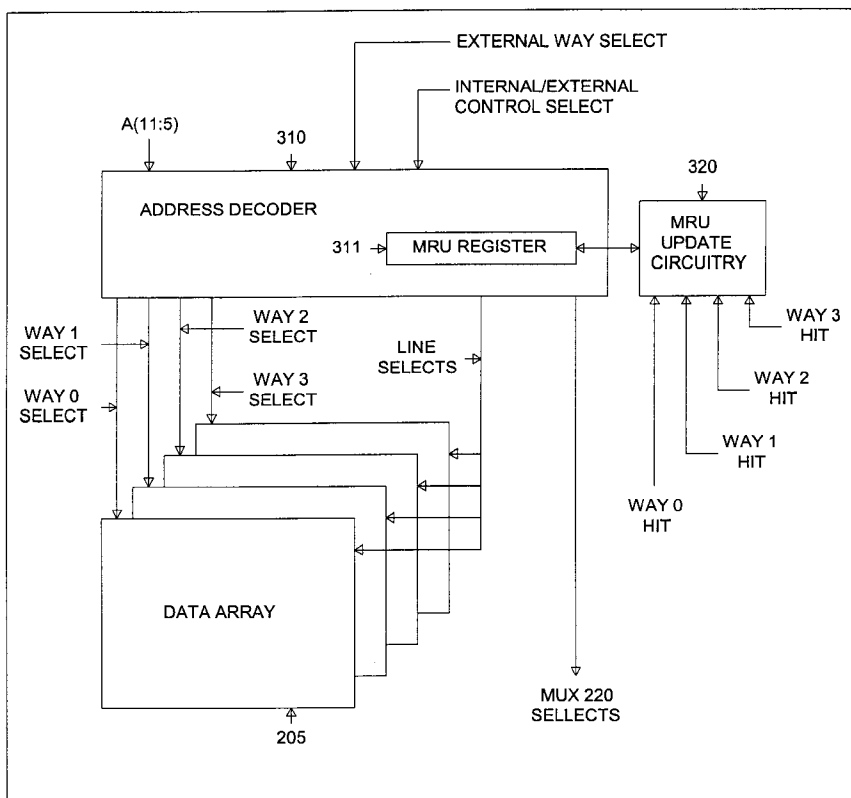 EXTERNAL WAY SELECT
INTERNAL/EXTERNAL
CONTROL SELECT
A(11:5)
310
320
ADDRESS DECODER
311
MRU REGISTER
MRU
UPDATE
CIRCUITRY
WAY 1
SELECT
WAY 0
SELECT
WAY 2
SELECT
WAY 3
SELECT
LINE
SELECTS
WAY 3
HIT
WAY 2
HIT
WAY 1
HIT
WAY 0
HIT
DATA ARRAY
205
MUX 220
SELLECTS